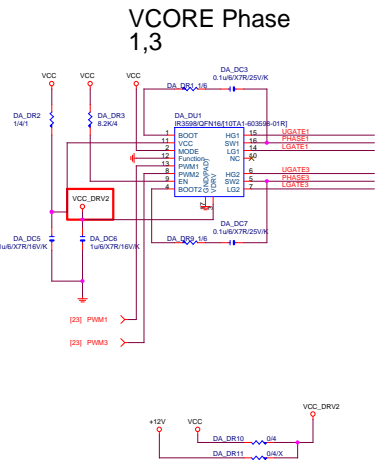 VCORE Phase
1,3
DA_DC3
0.1u/6/X7R/25V/K
VCC
VCC
VCC
DA_DR1 1/6
DA_DR2
1/4/1
DA_DR3
8.2K/4
DA_DU1
IR3598/QFN16[10TA1-603598-01R]
1 BOOT HG1 15 UGATE1
11 VCC SW1 16 PHASE1
2 MODE LG1 14 LGATE1
12 Function NC 10
13 PWM1
8 PWM2 HG2 6 UGATE3
9 EN SW2 5 PHASE3
4 BOOT2 LG2 7 LGATE3
GND(PAD)
VDRV
VCC_DRV2
DA_DC5
1u/6/X7R/16V/K
DA_DC6
1u/6/X7R/16V/K
DA_DR9 1/6
DA_DC7
0.1u/6/X7R/25V/K
[23] PWM1
[23] PWM3
VCC_DRV2
+12V
VCC
DA_DR10 0/4
DA_DR11 0/4/X